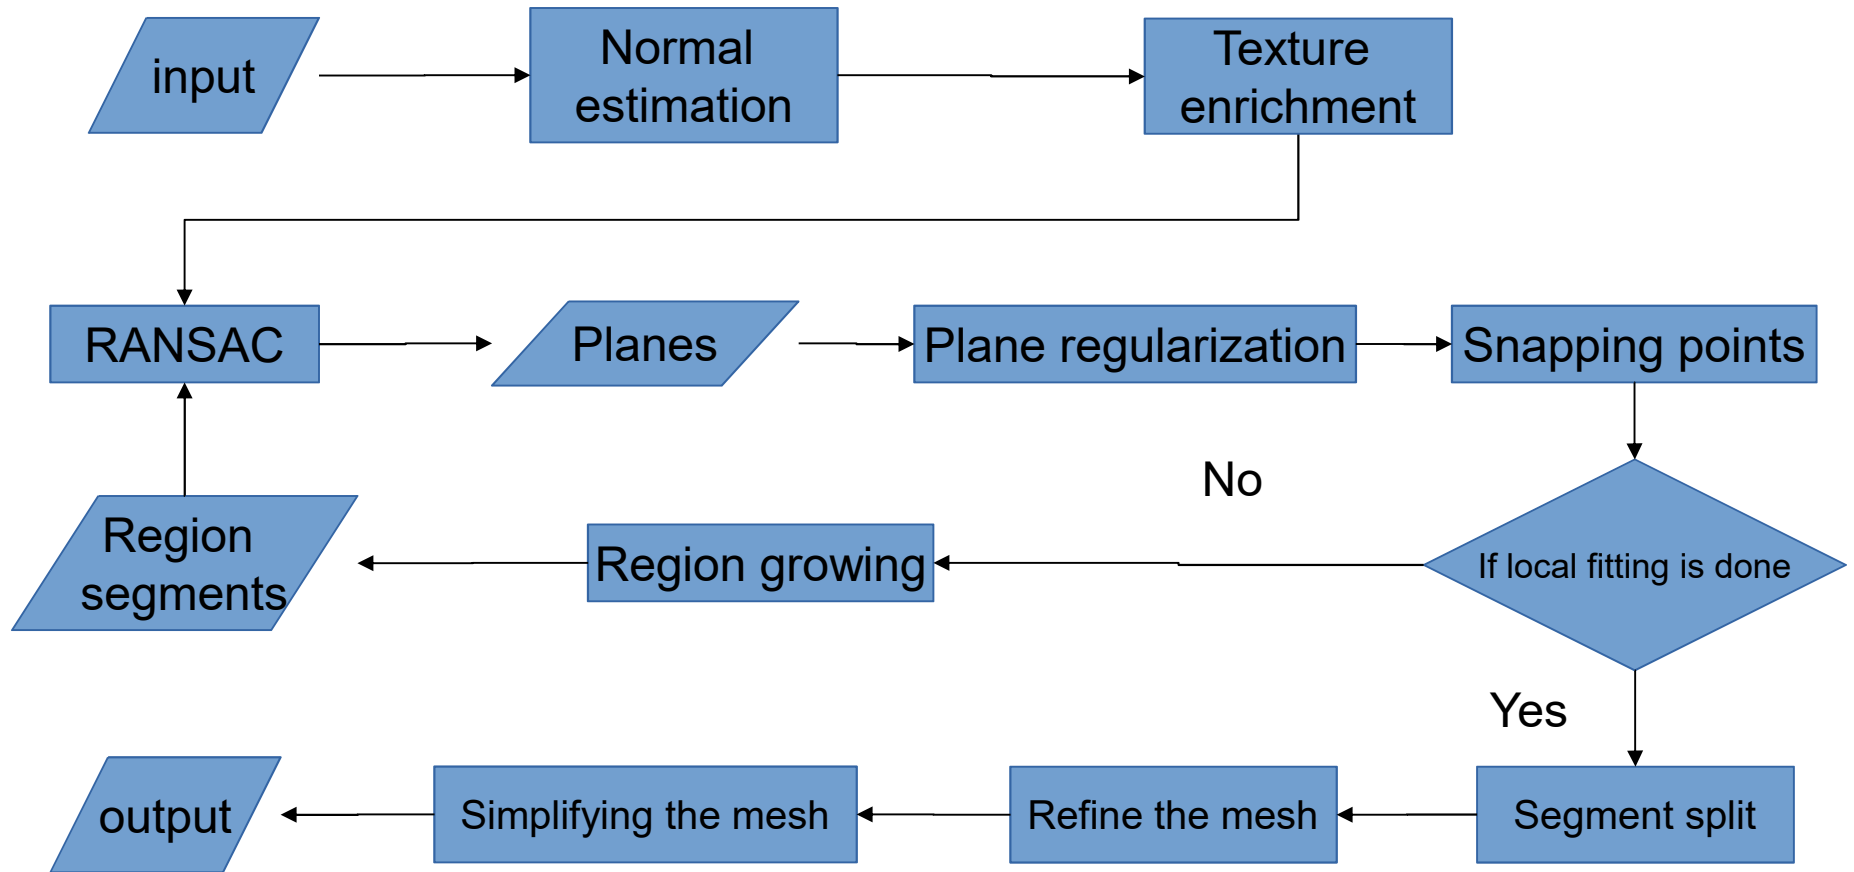 input
Normal
estimation
Texture
enrichment
RANSAC
Planes
Plane regularization
Snapping points
No
Region
segments
Region growing
If local fitting is done
Yes
output
Simplifying the mesh
Refine the mesh
Segment split